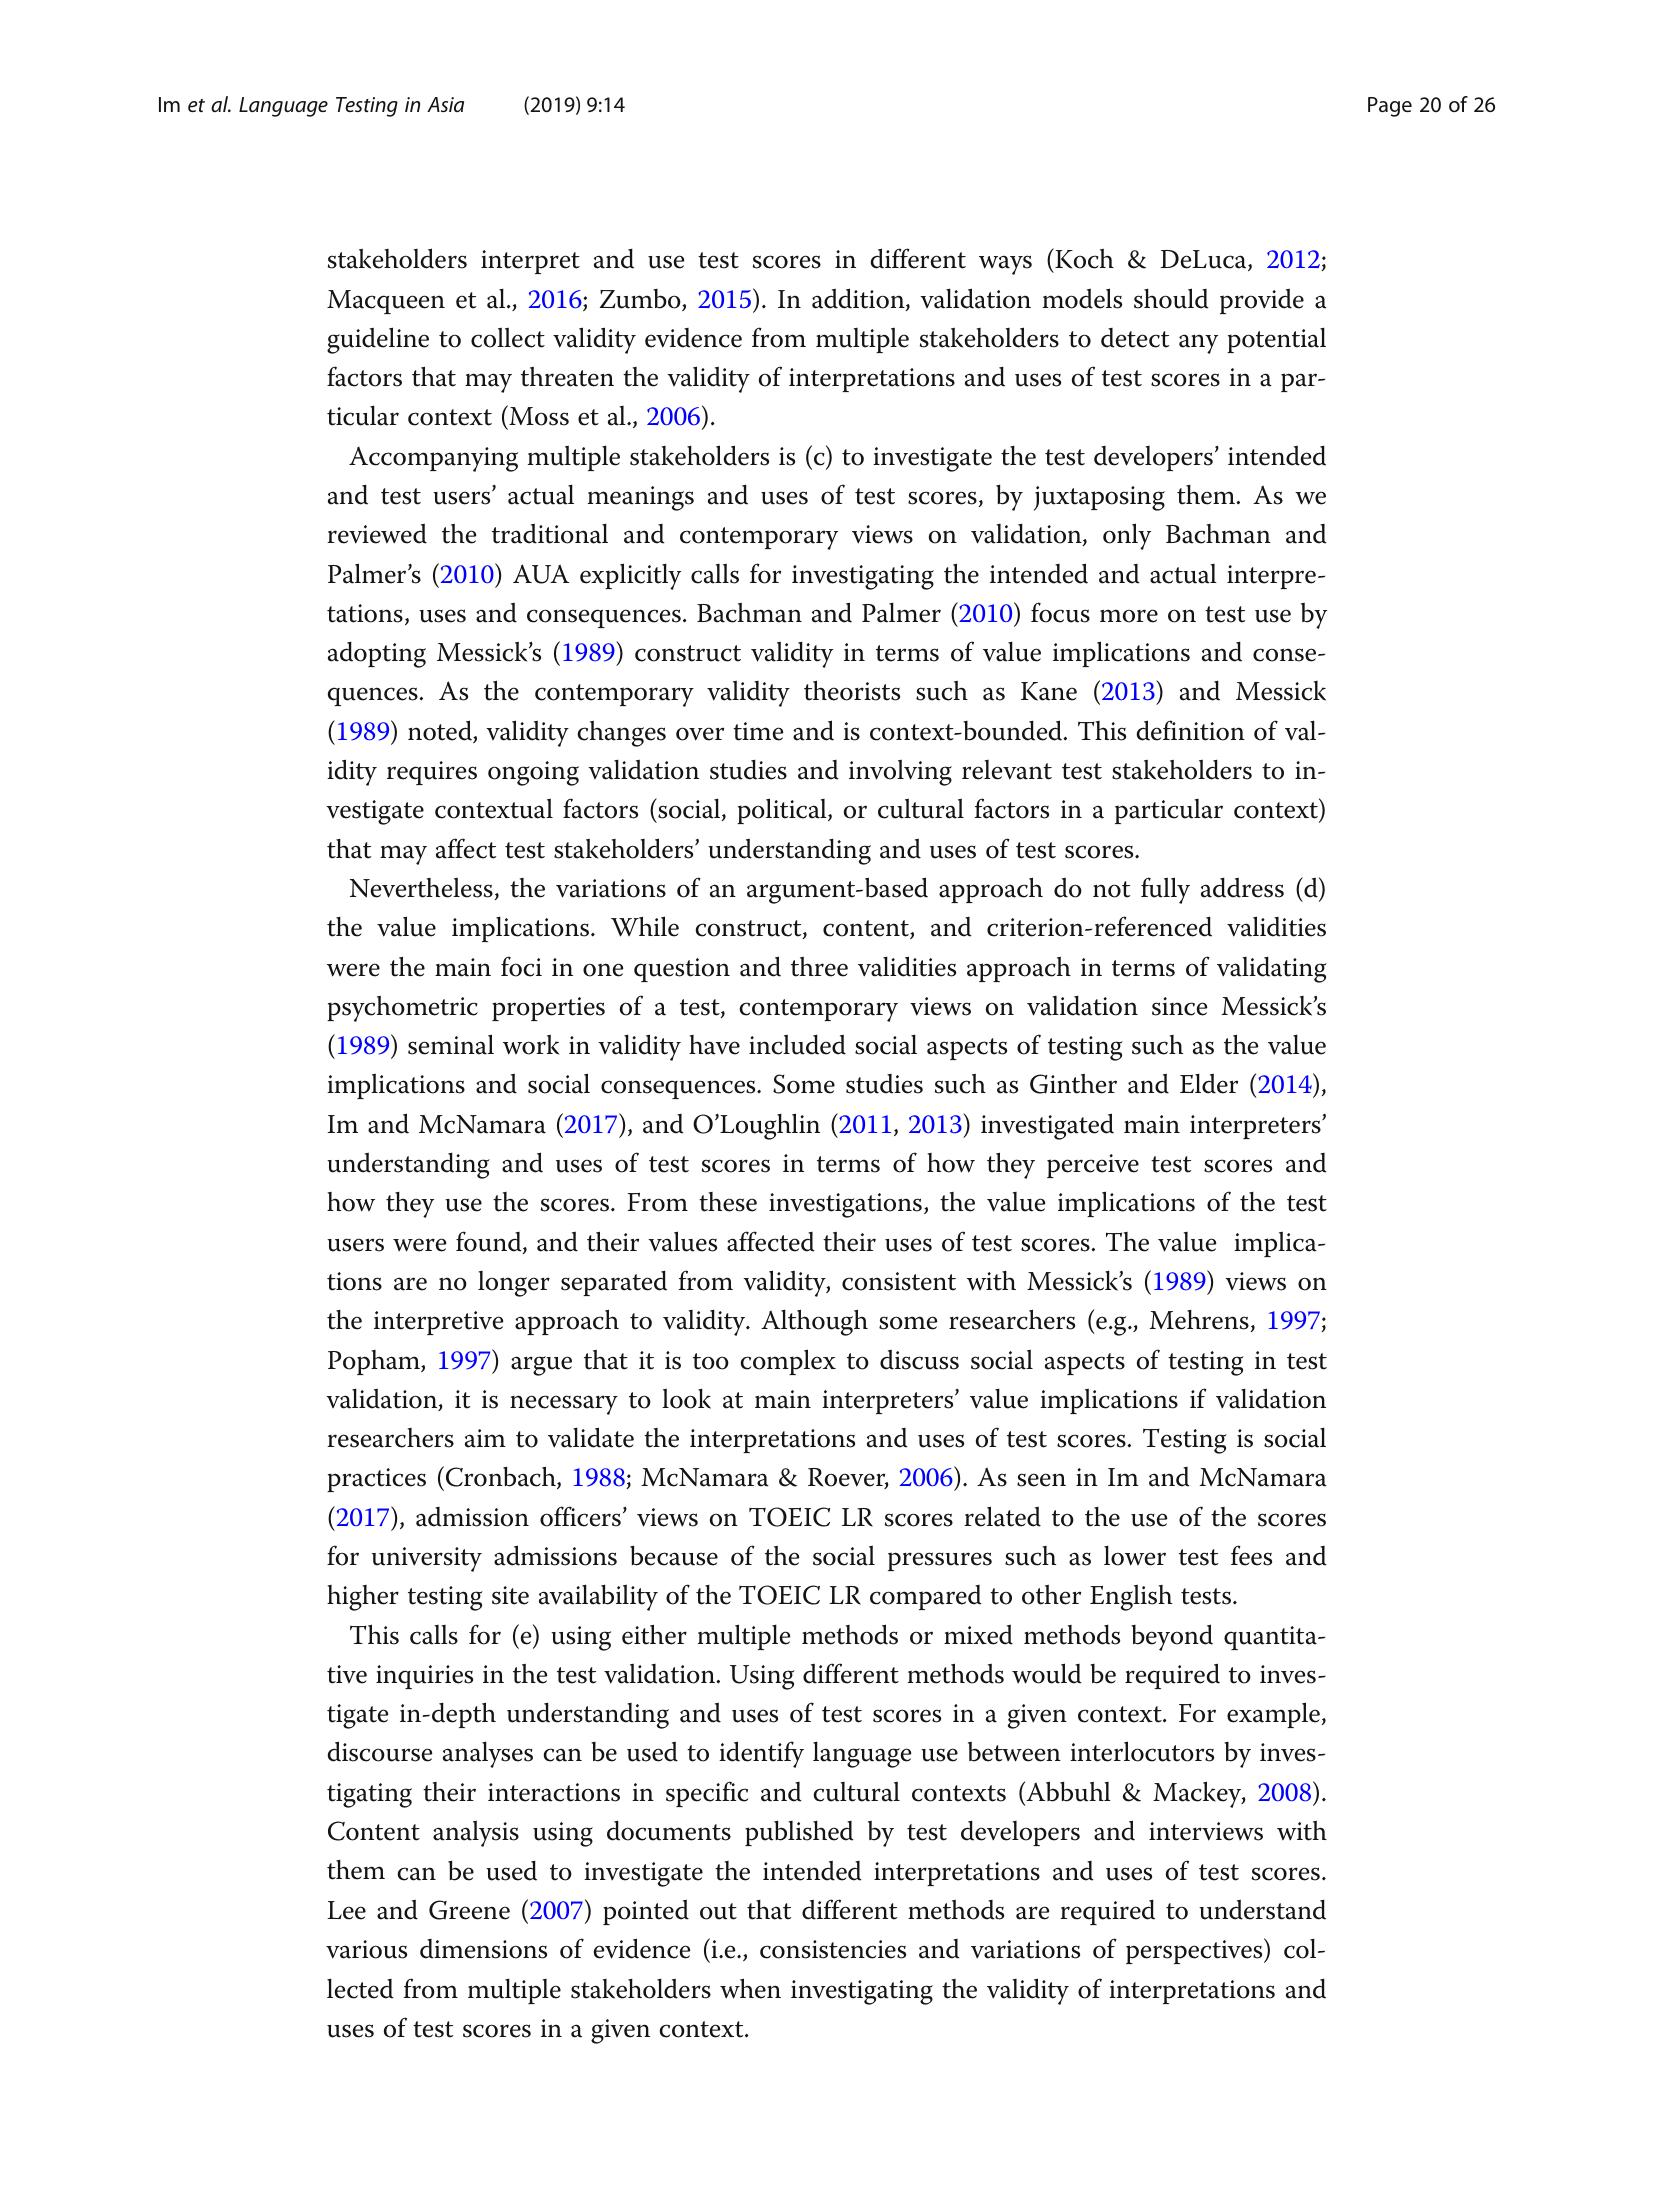 Im et al. Language Testing in Asia (2019) 9:14 Page 20 of 26
stakeholders interpret and use test scores in different ways (Koch & DeLuca, 2012;
Macqueen et al., 2016; Zumbo, 2015). In addition, validation models should provide a
guideline to collect validity evidence from multiple stakeholders to detect any potential
factors that may threaten the validity of interpretations and uses of test scores in a par-
ticular context (Moss et al., 2006).
Accompanying multiple stakeholders is (c) to investigate the test developers’ intended
and test users’ actual meanings and uses of test scores, by juxtaposing them. As we
reviewed the traditional and contemporary views on validation, only Bachman and
Palmer’s (2010) AUA explicitly calls for investigating the intended and actual interpre-
tations, uses and consequences. Bachman and Palmer (2010) focus more on test use by
adopting Messick’s (1989) construct validity in terms of value implications and conse-
quences. As the contemporary validity theorists such as Kane (2013) and Messick
(1989) noted, validity changes over time and is context-bounded. This definition of val-
idity requires ongoing validation studies and involving relevant test stakeholders to in-
vestigate contextual factors (social, political, or cultural factors in a particular context)
that may affect test stakeholders’ understanding and uses of test scores.
Nevertheless, the variations of an argument-based approach do not fully address (d)
the value implications. While construct, content, and criterion-referenced validities
were the main foci in one question and three validities approach in terms of validating
psychometric properties of a test, contemporary views on validation since Messick’s
(1989) seminal work in validity have included social aspects of testing such as the value
implications and social consequences. Some studies such as Ginther and Elder (2014),
Im and McNamara (2017), and O’Loughlin (2011, 2013) investigated main interpreters’
understanding and uses of test scores in terms of how they perceive test scores and
how they use the scores. From these investigations, the value implications of the test
users were found, and their values affected their uses of test scores. The value implica-
tions are no longer separated from validity, consistent with Messick’s (1989) views on
the interpretive approach to validity. Although some researchers (e.g., Mehrens, 1997;
Popham, 1997) argue that it is too complex to discuss social aspects of testing in test
validation, it is necessary to look at main interpreters’ value implications if validation
researchers aim to validate the interpretations and uses of test scores. Testing is social
practices (Cronbach, 1988; McNamara & Roever, 2006). As seen in Im and McNamara
(2017), admission officers’ views on TOEIC LR scores related to the use of the scores
for university admissions because of the social pressures such as lower test fees and
higher testing site availability of the TOEIC LR compared to other English tests.
This calls for (e) using either multiple methods or mixed methods beyond quantita-
tive inquiries in the test validation. Using different methods would be required to inves-
tigate in-depth understanding and uses of test scores in a given context. For example,
discourse analyses can be used to identify language use between interlocutors by inves-
tigating their interactions in specific and cultural contexts (Abbuhl & Mackey, 2008).
Content analysis using documents published by test developers and interviews with
them can be used to investigate the intended interpretations and uses of test scores.
Lee and Greene (2007) pointed out that different methods are required to understand
various dimensions of evidence (i.e., consistencies and variations of perspectives) col-
lected from multiple stakeholders when investigating the validity of interpretations and
uses of test scores in a given context.